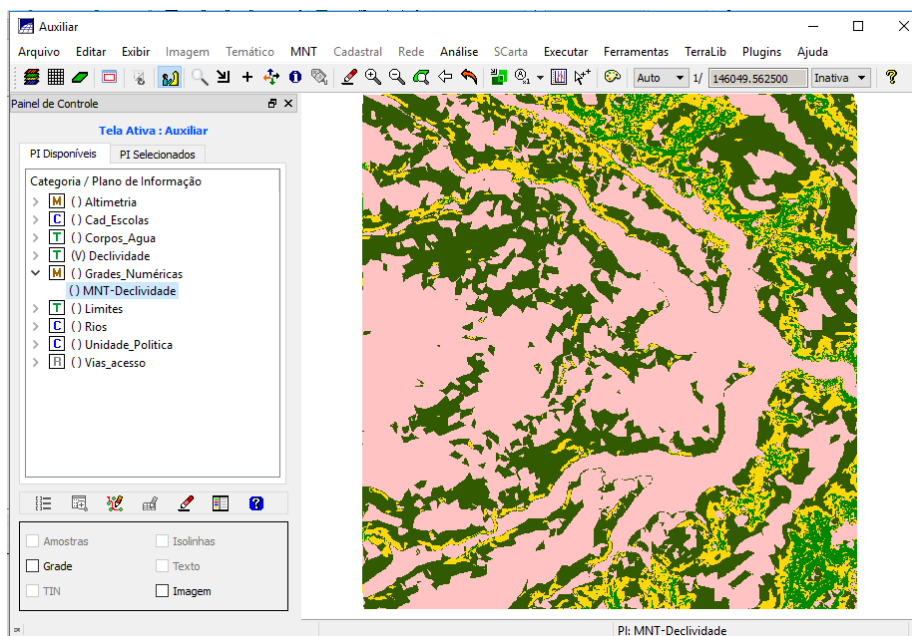 Auxiliar
Arquivo Editar Exibir Imagem Temático MNT Cadastral Rede Análise SCarta Executar Ferramentas TerraLib Plugins Ajuda
Auto 1/ 146049.562500 Inativa
Painel de Controle
Tela Ativa : Auxiliar
PI Disponíveis PI Selecionados
Categoria / Plano de Informação
M () Altimetria
C () Cad_Escolas
T () Corpos_Agua
T (V) Declividade
M () Grades_Numéricas
() MNT-Declividade
T () Limites
C () Rios
C () Unidade_Politica
R () Vias_acesso
Amostras Isolinhas
Grade Texto
TIN Imagem
PI: MNT-Declividade